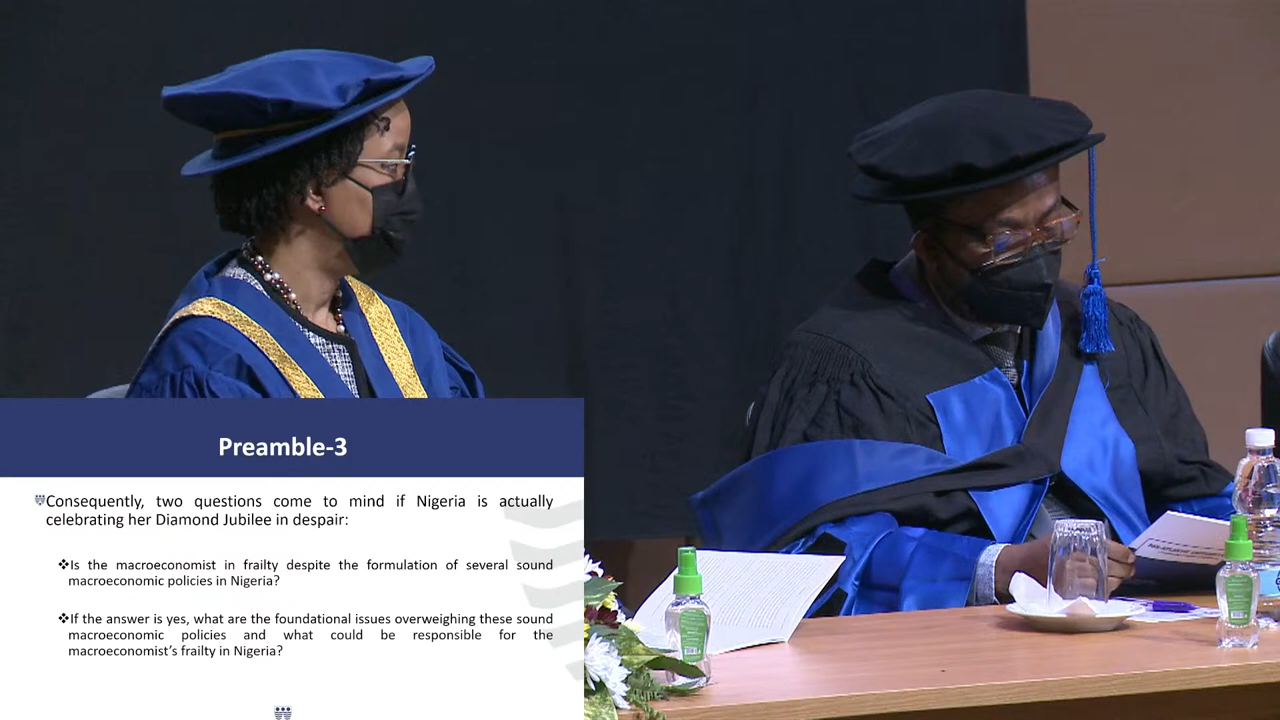 Preamble-3
Consequently, two questions come to mind if Nigeria is actually
celebrating her Diamond Jubilee in despair:
❖Is the macroeconomist in frailty despite the formulation of several sound
macroeconomic policies in Nigeria?
❖If the answer is yes, what are the foundational issues overweighing these sound
macroeconomic policies and what could be responsible for the
macroeconomist's frailty in Nigeria?